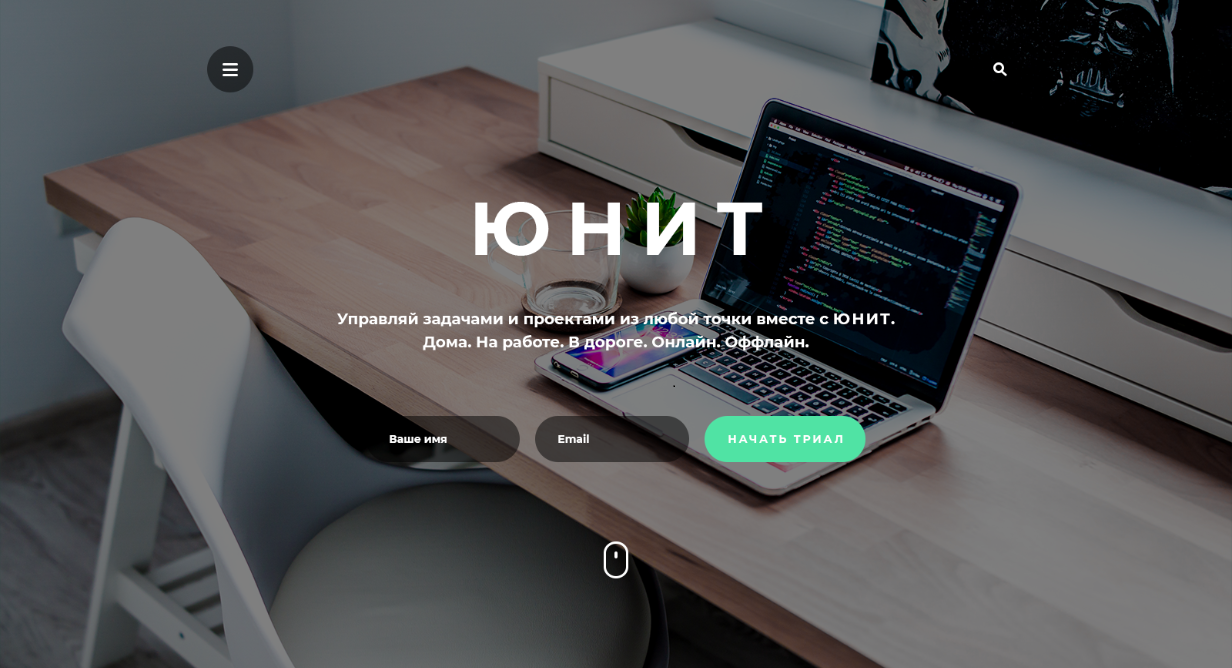 ЮНИТ
Управляй задачами и проектами из любой точки вместе с ЮНИТ.
Дома. На работе. В дороге. Онлайн. Оффлайн.
Ваше имя
Email
НАЧАТЬ ТРИАЛ